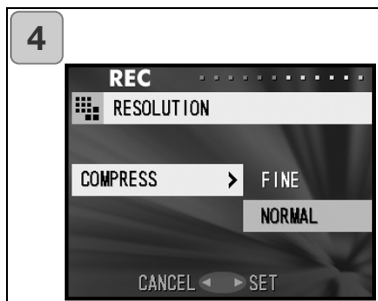 4
REC
RESOLUTION
COMPRESS > FINE
NORMAL
CANCEL ◀ ▶ SET